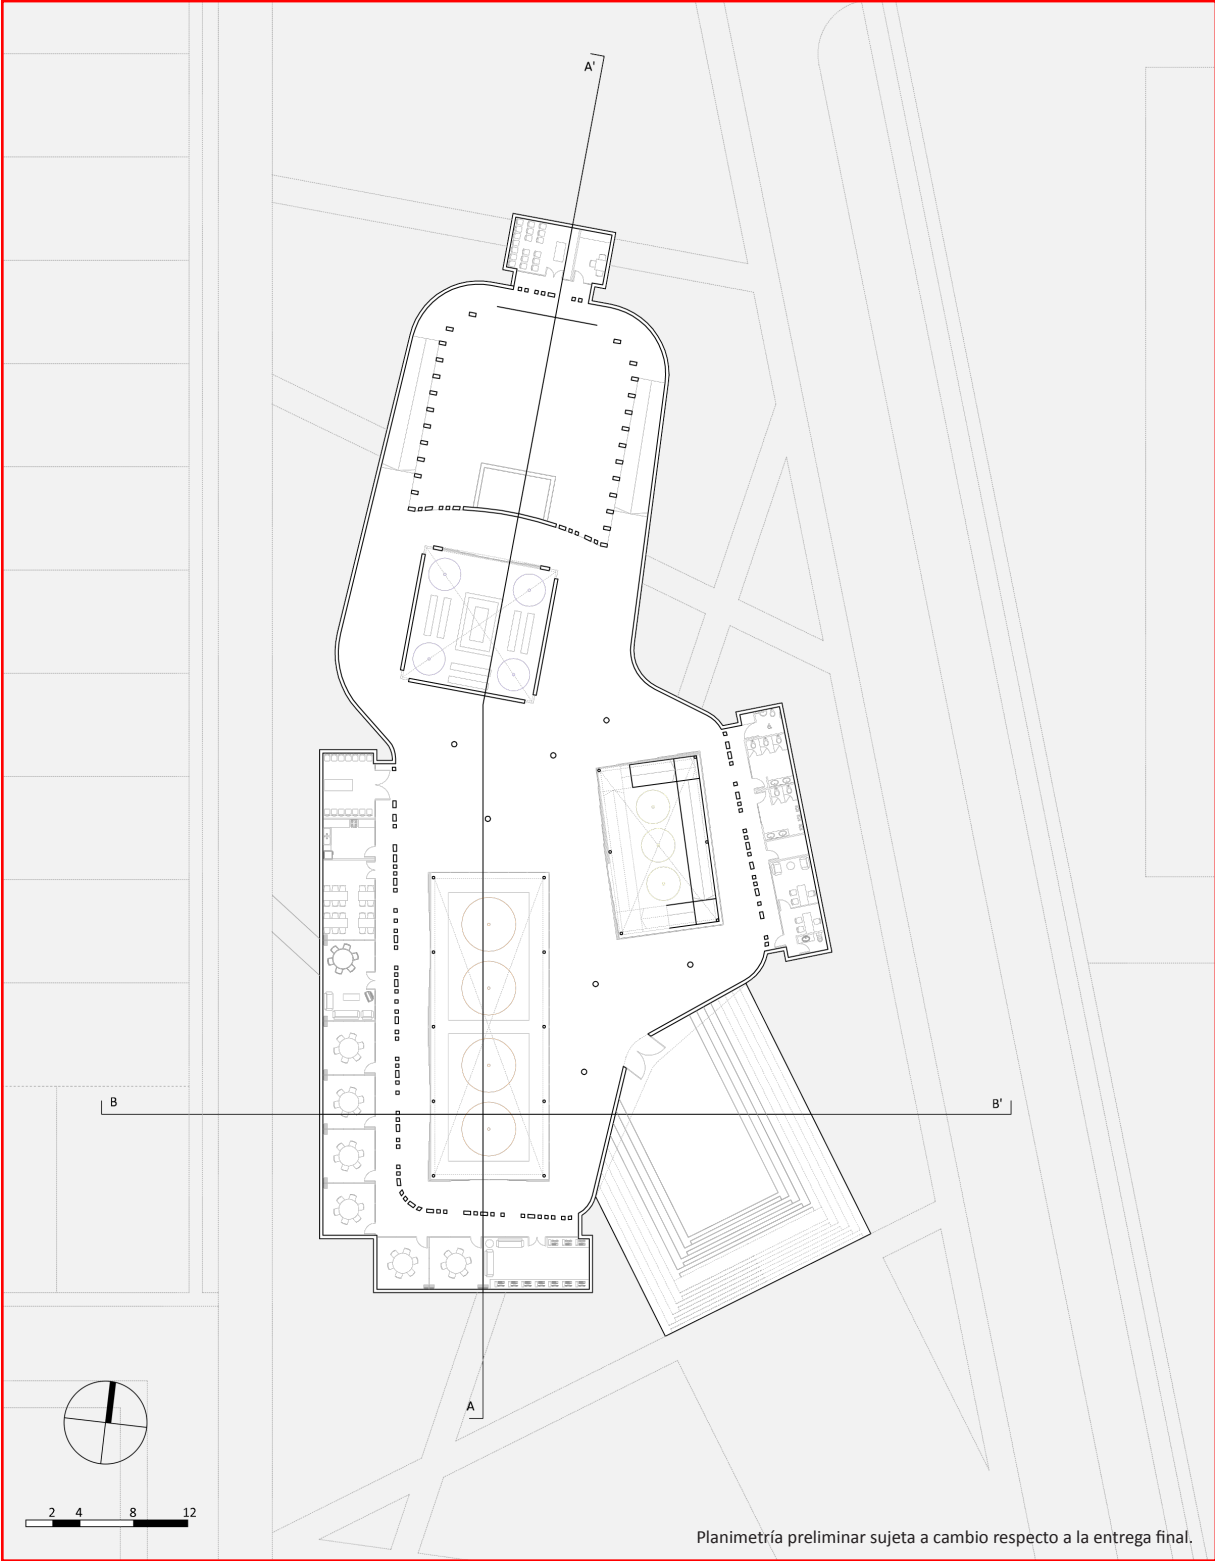 A'
B
B'
A
2 4 8 12
Planimetría preliminar sujeta a cambio respecto a la entrega final.